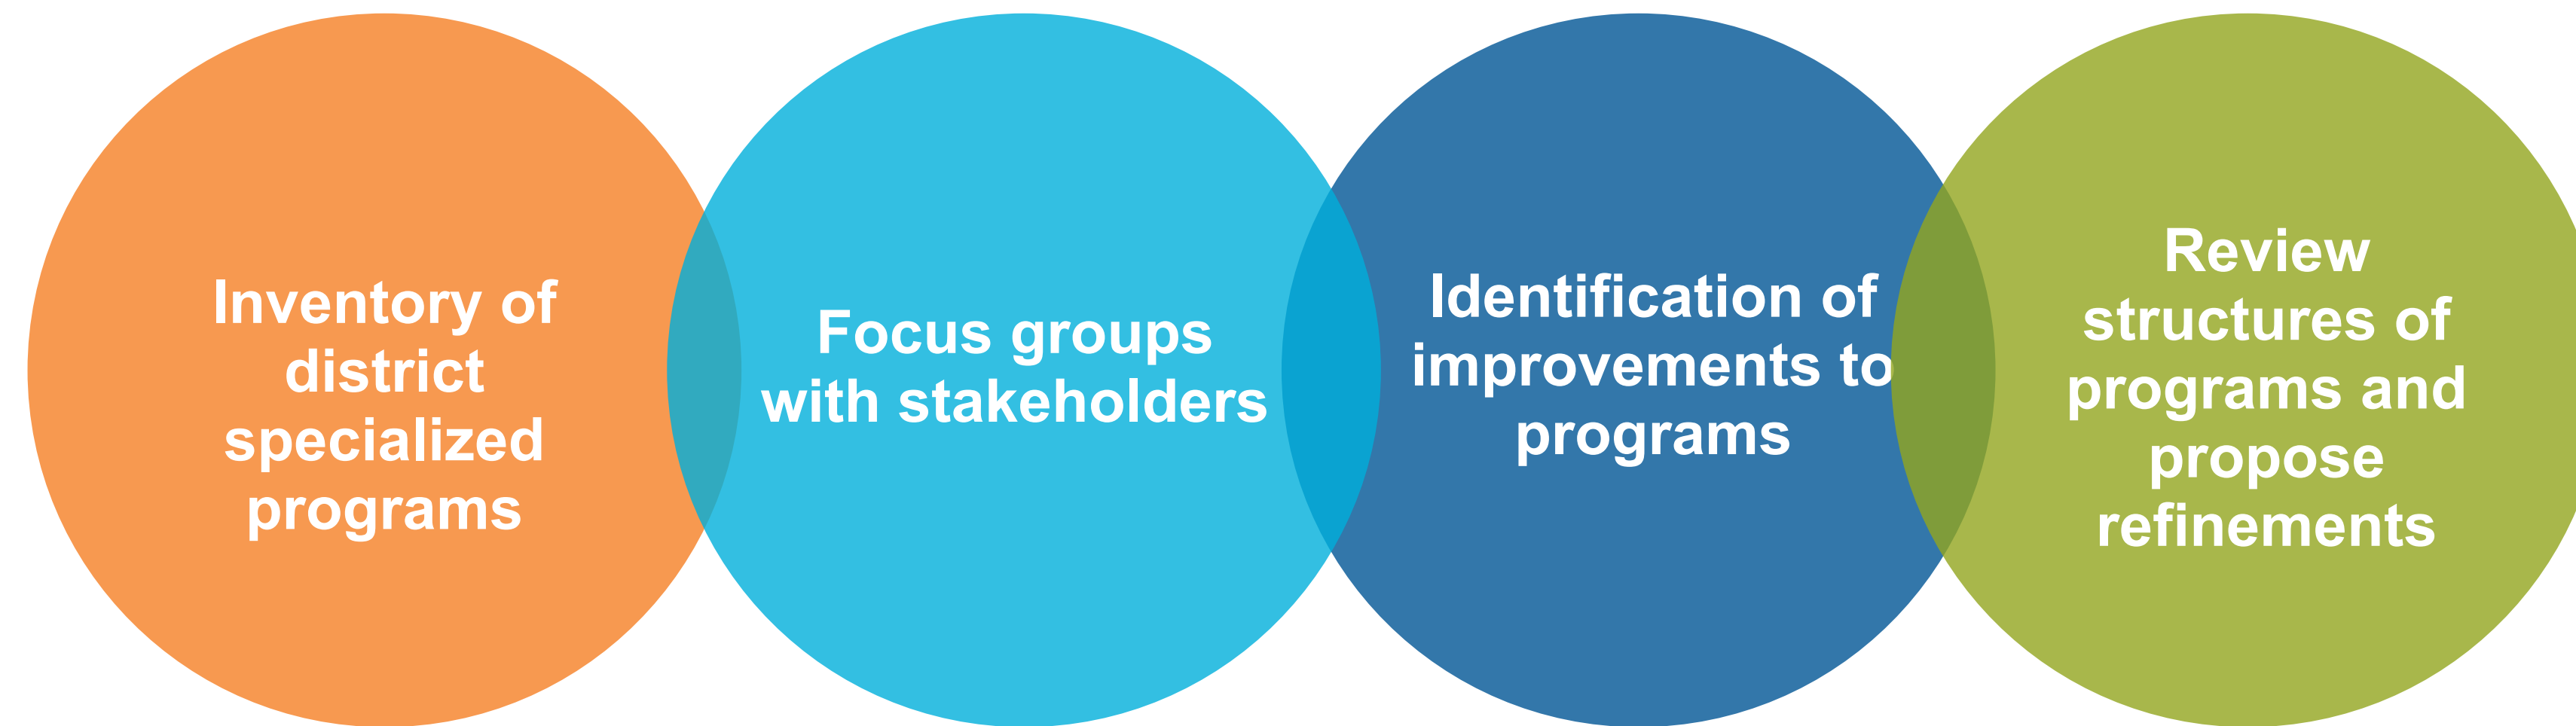 Inventory of
district
specialized
programs
Focus groups
with stakeholders
Identification of
improvements to
programs
Review
structures of
programs and
propose
refinements